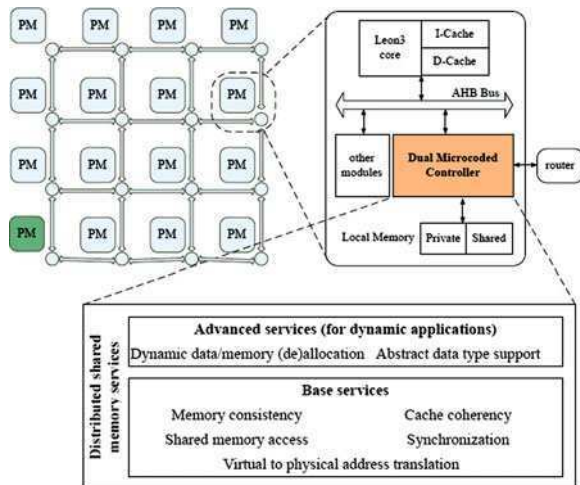 PM PM PM PM
PM PM PM PM
PM PM PM PM
PM PM PM PM
Leon3 core
I-Cache
D-Cache
AHB Bus
other modules
Dual Microcoded Controller
router
Local Memory
Private
Shared
Distributed shared memory services
Advanced services (for dynamic applications)
Dynamic data/memory (de)allocation Abstract data type support
Base services
Memory consistency Cache coherency
Shared memory access Synchronization
Virtual to physical address translation